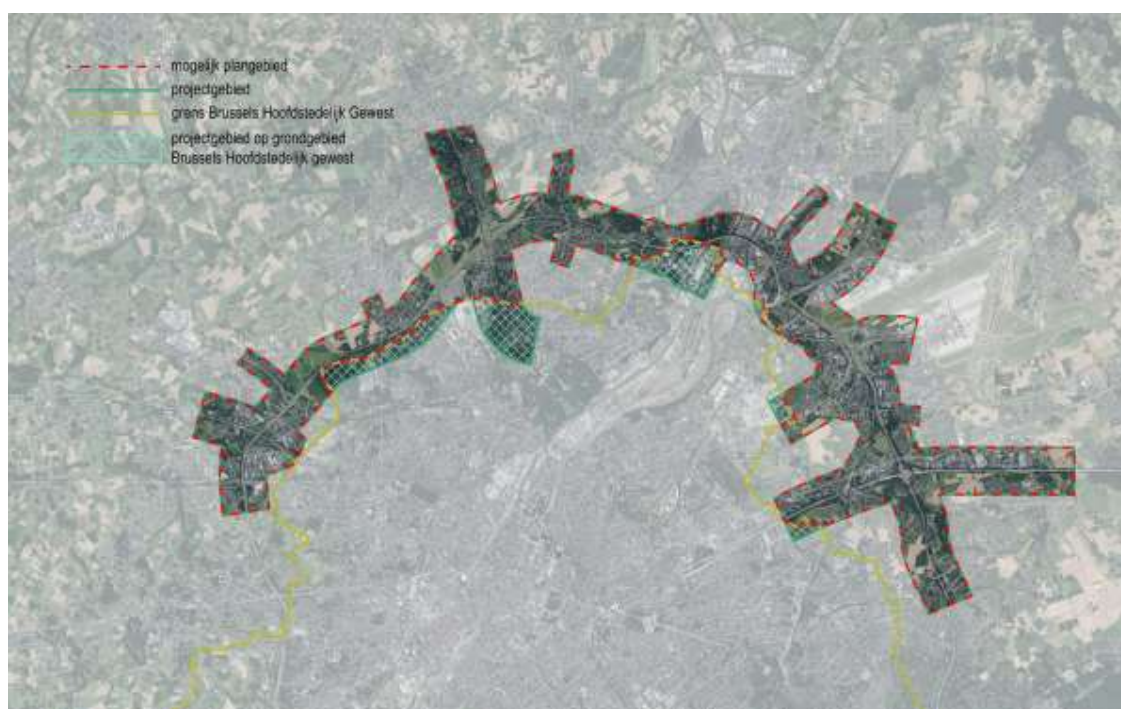 mogelijk plangebied
projectgebied
grens Brussels Hoofdstedelijk Gewest
projectgebied op grondgebied
Brussels Hoofdstedelijk gewest